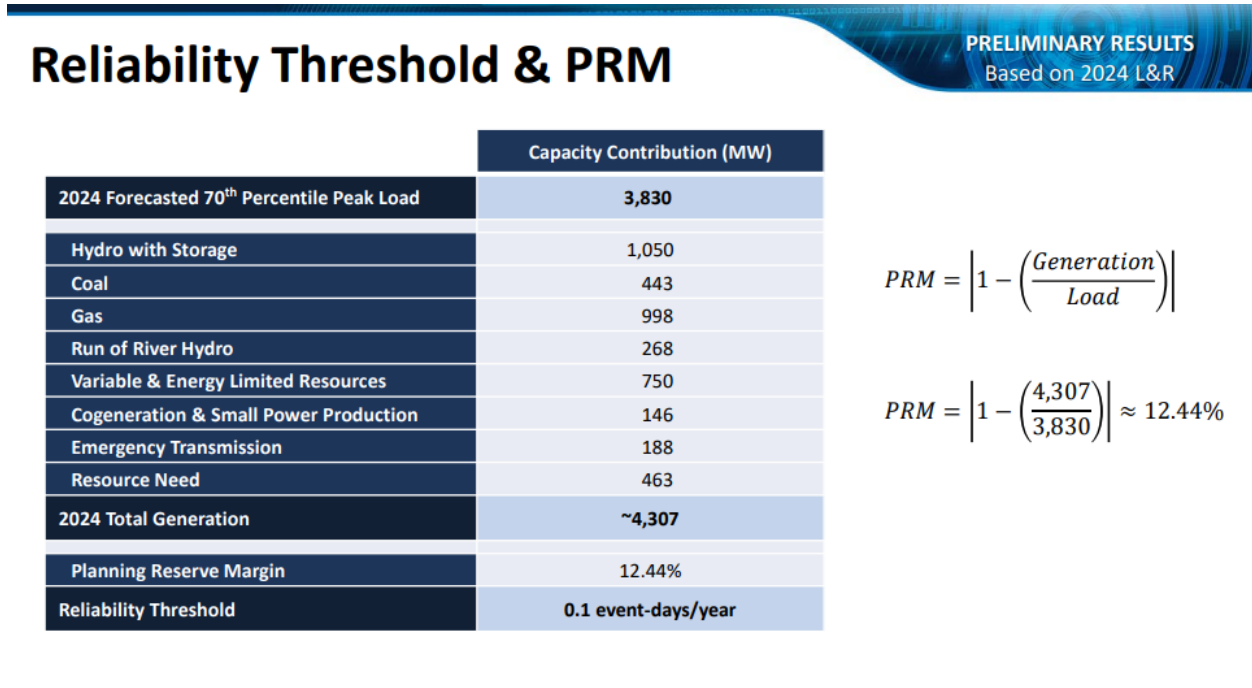 Reliability Threshold & PRM
PRELIMINARY RESULTS
Based on 2024 L&R
Capacity Contribution (MW)
2024 Forecasted 70th Percentile Peak Load 3,830
Hydro with Storage 1,050
Coal 443
Gas 998
Run of River Hydro 268
Variable & Energy Limited Resources 750
Cogeneration & Small Power Production 146
Emergency Transmission 188
Resource Need 463
2024 Total Generation ~4,307
Planning Reserve Margin 12.44%
Reliability Threshold 0.1 event-days/year
PRM = |1 − (Generation/Load)|
PRM = |1 − (4,307/3,830)| ≈ 12.44%